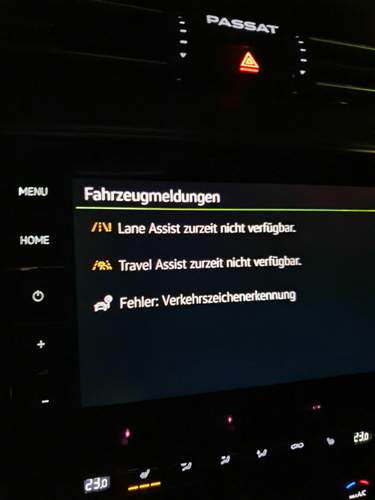 PASSAT
MENU
Fahrzeugmeldungen
Lane Assist zurzeit nicht verfügbar.
HOME
Travel Assist zurzeit nicht verfügbar.
Fehler: Verkehrszeichenerkennung
+
-
23.0
23.0
A/C